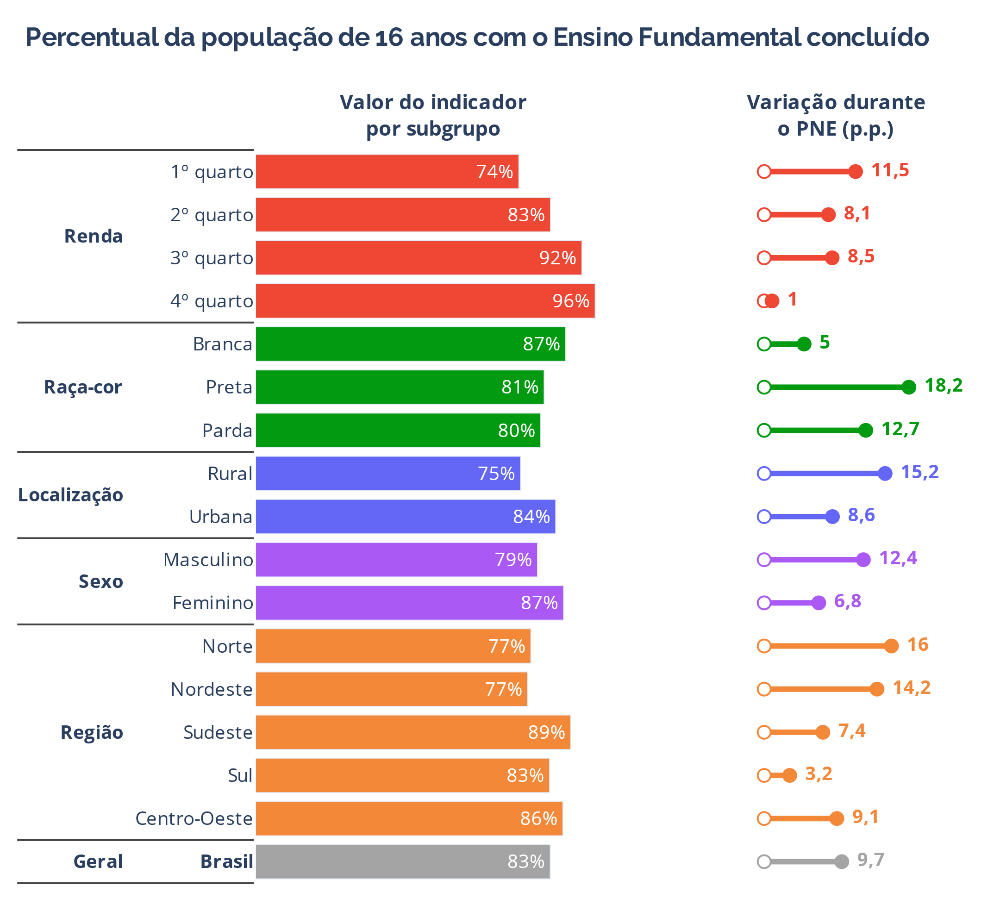 Percentual da população de 16 anos com o Ensino Fundamental concluído
Valor do indicador
por subgrupo
Variação durante
o PNE (p.p.)
Renda
1º quarto 74% 11,5
2º quarto 83% 8,1
3º quarto 92% 8,5
4º quarto 96% 1
Raça-cor
Branca 87% 5
Preta 81% 18,2
Parda 80% 12,7
Localização
Rural 75% 15,2
Urbana 84% 8,6
Sexo
Masculino 79% 12,4
Feminino 87% 6,8
Região
Norte 77% 16
Nordeste 77% 14,2
Sudeste 89% 7,4
Sul 83% 3,2
Centro-Oeste 86% 9,1
Geral Brasil 83% 9,7